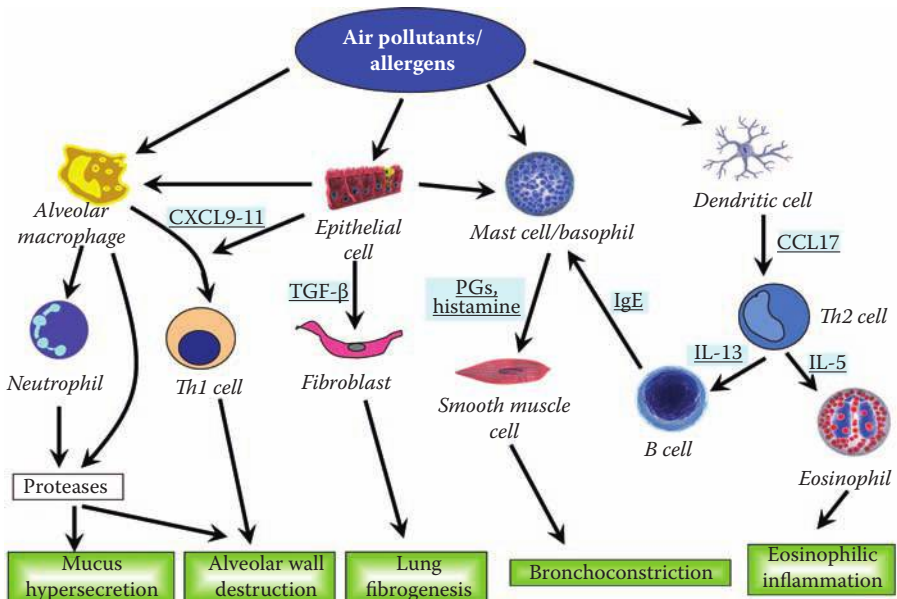 Air pollutants/
allergens
Alveolar
macrophage
CXCL9-11
Epithelial
cell
Mast cell/basophil
Dendritic cell
CCL17
TGF-β
PGs,
histamine
IgE
Th2 cell
IL-13
IL-5
Neutrophil
Th1 cell
Fibroblast
Smooth muscle
cell
B cell
Eosinophil
Proteases
Mucus
hypersecretion
Alveolar wall
destruction
Lung
fibrogenesis
Bronchoconstriction
Eosinophilic
inflammation